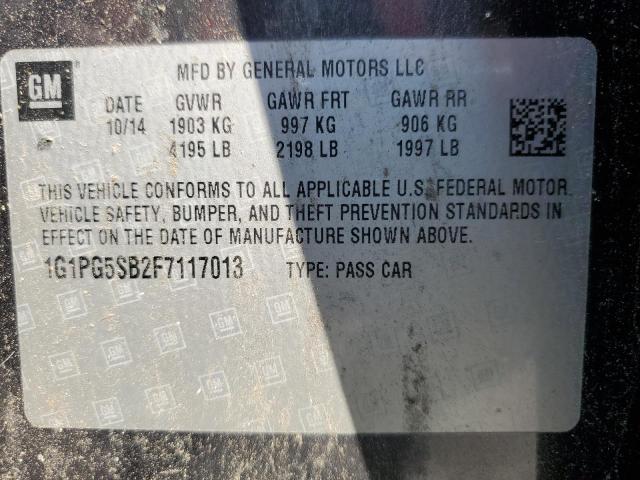 GM
MFD BY GENERAL MOTORS LLC
DATE GVWR GAWR FRT GAWR RR
10/14 1903 KG 997 KG 906 KG
4195 LB 2198 LB 1997 LB
THIS VEHICLE CONFORMS TO ALL APPLICABLE U.S. FEDERAL MOTOR
VEHICLE SAFETY, BUMPER, AND THEFT PREVENTION STANDARDS IN
EFFECT ON THE DATE OF MANUFACTURE SHOWN ABOVE.
1G1PG5SB2F7117013 TYPE: PASS CAR